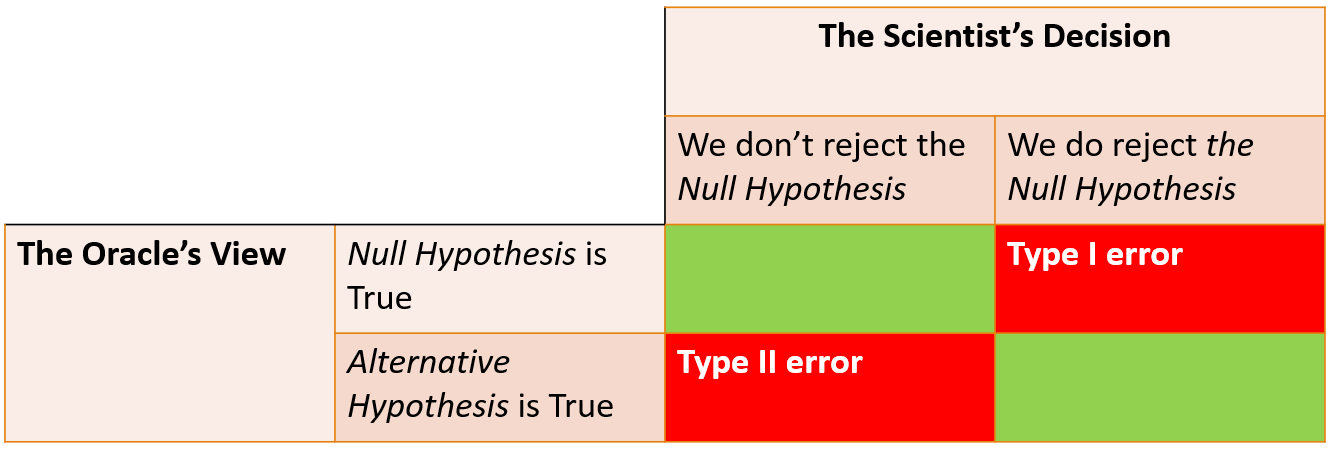 The Scientist’s Decision
We don’t reject the
Null Hypothesis
We do reject the
Null Hypothesis
The Oracle’s View
Null Hypothesis is
True
Type I error
Alternative
Hypothesis is True
Type II error